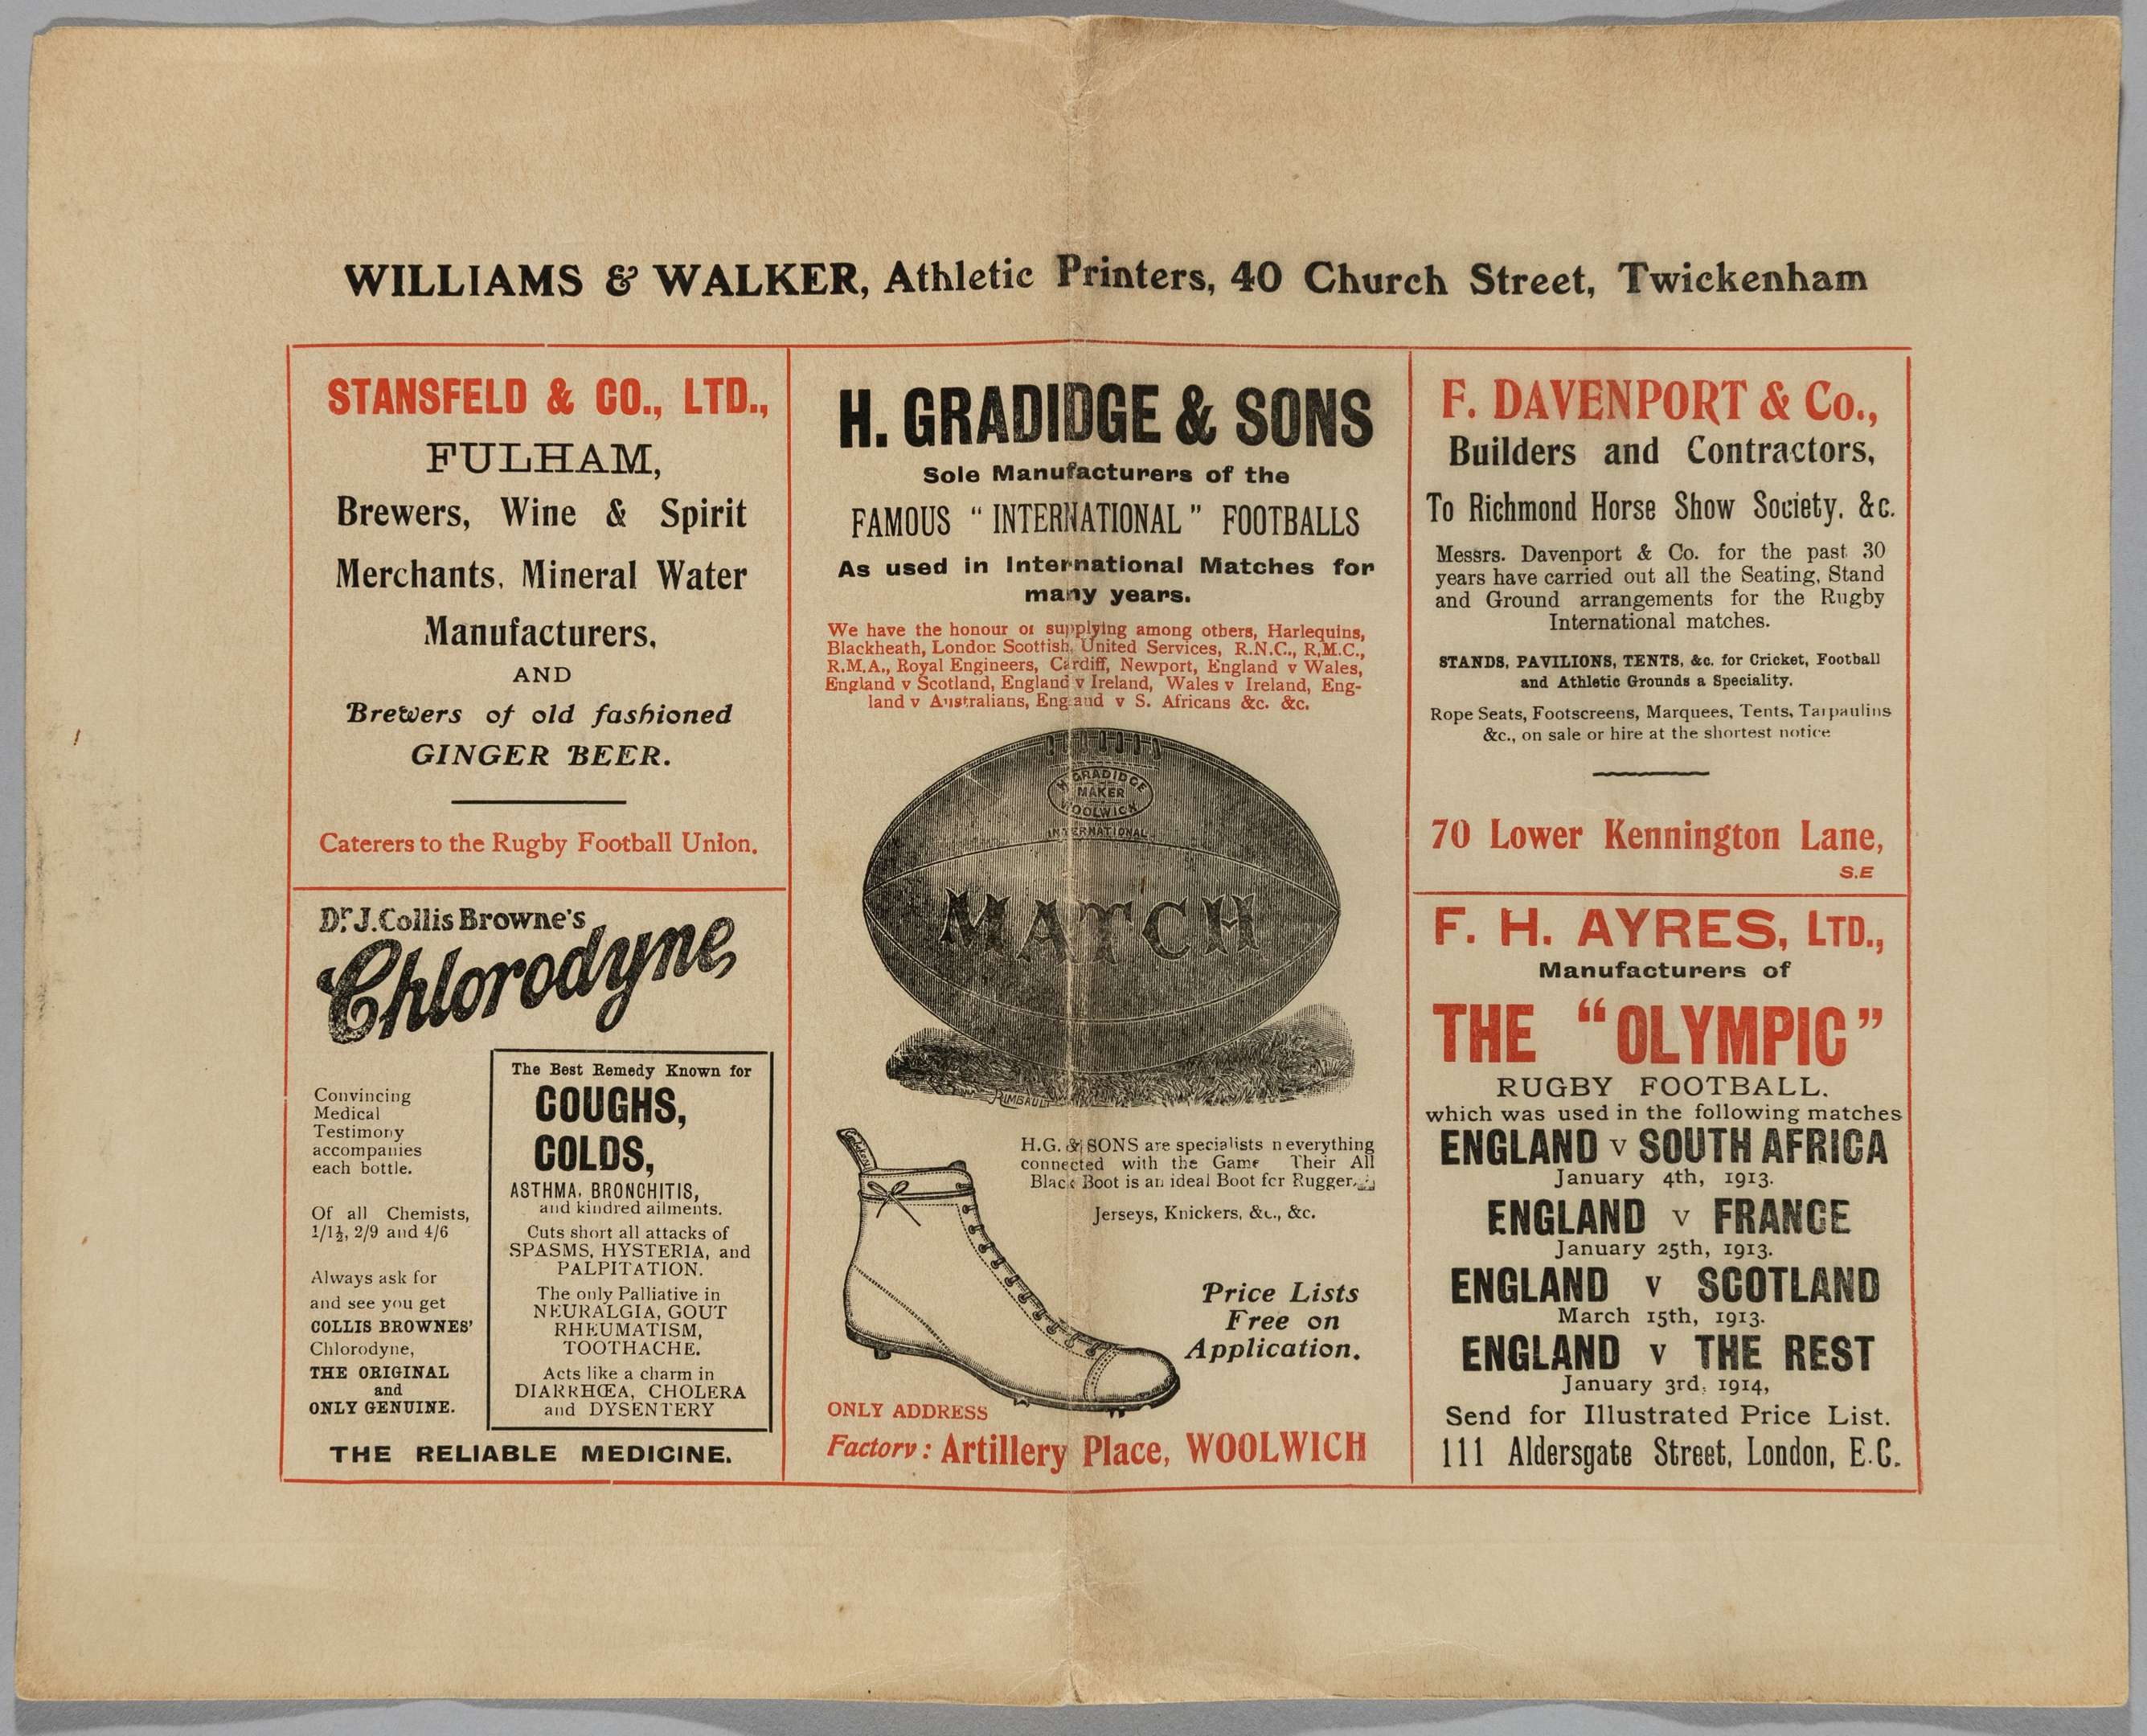 WILLIAMS & WALKER, Athletic Printers, 40 Church Street, Twickenham
STANSFELD & CO., LTD.,
FULHAM,
Brewers, Wine & Spirit
Merchants, Mineral Water
Manufacturers,
AND
Brewers of old fashioned
GINGER BEER.
Caterers to the Rugby Football Union.
Dr. J. Collis Browne's
Chlorodyne
Convincing
Medical
Testimony
accompanies
each bottle.
Of all Chemists,
1/1½, 2/9 and 4/6
Always ask for
and see you get
COLLIS BROWNES'
Chlorodyne,
THE ORIGINAL
and
ONLY GENUINE.
The Best Remedy Known for
COUGHS,
COLDS,
ASTHMA, BRONCHITIS,
and kindred ailments.
Cuts short all attacks of
SPASMS, HYSTERIA, and
PALPITATION.
The only Palliative in
NEURALGIA, GOUT
RHEUMATISM,
TOOTHACHE.
Acts like a charm in
DIARRHŒA, CHOLERA
and DYSENTERY
THE RELIABLE MEDICINE.
H. GRADIDGE & SONS
Sole Manufacturers of the
FAMOUS "INTERNATIONAL" FOOTBALLS
As used in International Matches for
many years.
We have the honour of supplying among others, Harlequins,
Blackheath, London Scottish, United Services, R.N.C., R.M.C.,
R.M.A., Royal Engineers, Cardiff, Newport, England v Wales,
England v Scotland, England v Ireland, Wales v Ireland, Eng-
land v Australians, England v S. Africans &c. &c.
H. GRADIDGE
MAKER
WOOLWICH
INTERNATIONAL
MATCH
RIMBAULT
H.G. & SONS are specialists n everything
connected with the Game Their All
Black Boot is an ideal Boot for Rugger.
Jerseys, Knickers, &c., &c.
Price Lists
Free on
Application.
ONLY ADDRESS
Factory: Artillery Place, WOOLWICH
F. DAVENPORT & Co.,
Builders and Contractors,
To Richmond Horse Show Society, &c.
Messrs. Davenport & Co. for the past 30
years have carried out all the Seating, Stand
and Ground arrangements for the Rugby
International matches.
STANDS, PAVILIONS, TENTS, &c. for Cricket, Football
and Athletic Grounds a Speciality.
Rope Seats, Footscreens, Marquees, Tents, Tarpaulins
&c., on sale or hire at the shortest notice
70 Lower Kennington Lane,
S.E
F. H. AYRES, LTD.,
Manufacturers of
THE "OLYMPIC"
RUGBY FOOTBALL.
which was used in the following matches
ENGLAND v SOUTH AFRICA
January 4th, 1913.
ENGLAND v FRANCE
January 25th, 1913.
ENGLAND v SCOTLAND
March 15th, 1913.
ENGLAND v THE REST
January 3rd, 1914,
Send for Illustrated Price List.
111 Aldersgate Street, London, E.C.